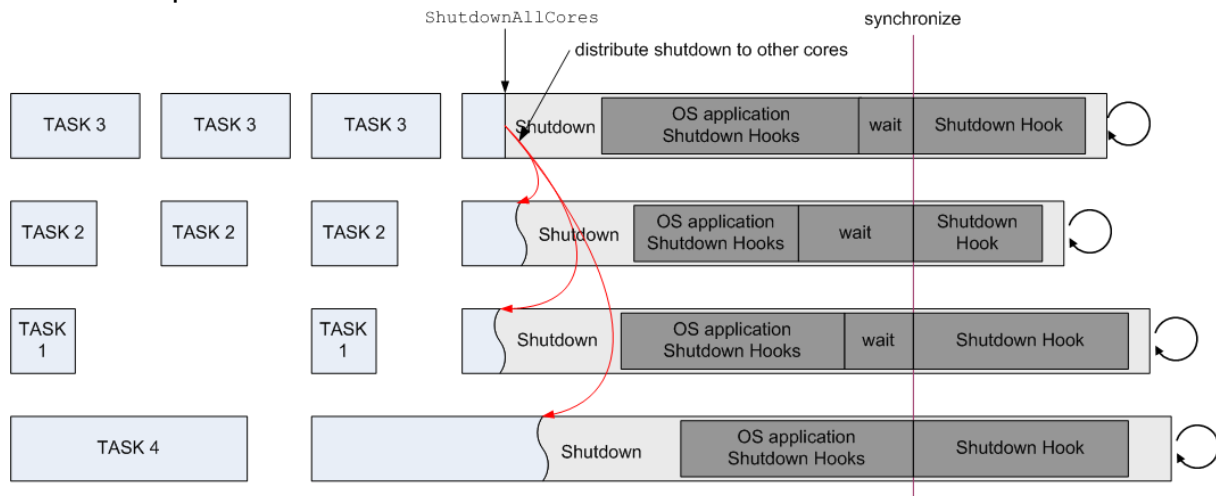 ShutdownAllCores
synchronize
distribute shutdown to other cores
TASK 3
TASK 3
TASK 3
Shutdown
OS application
Shutdown Hooks
wait
Shutdown Hook
TASK 2
TASK 2
TASK 2
Shutdown
OS application
Shutdown Hooks
wait
Shutdown
Hook
TASK
1
TASK
1
Shutdown
OS application
Shutdown Hooks
wait
Shutdown Hook
TASK 4
Shutdown
OS application
Shutdown Hooks
Shutdown Hook